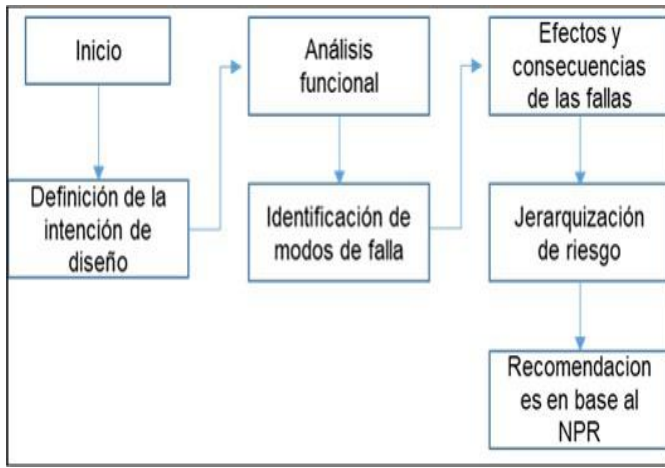 Inicio
Definición de la
intención de
diseño
Análisis
funcional
Identificación de
modos de falla
Efectos y
consecuencias
de las fallas
Jerarquización
de riesgo
Recomendacion
es en base al
NPR